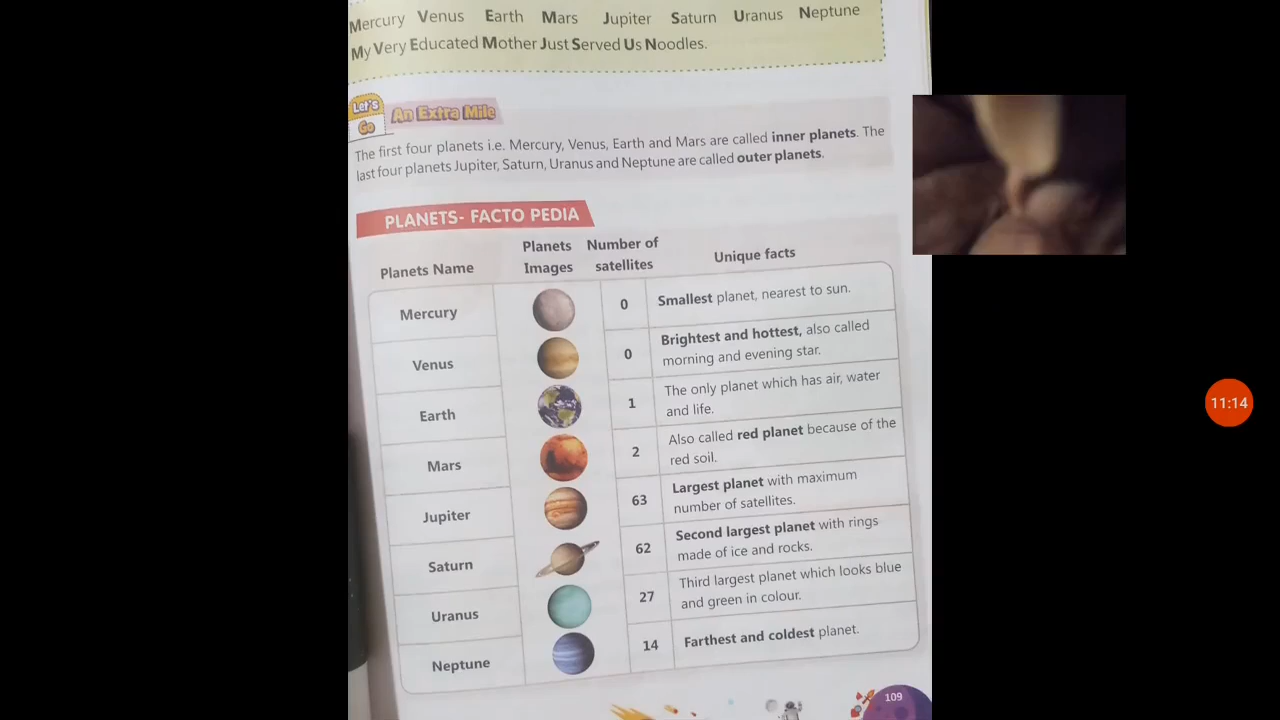 Mercury Venus Earth Mars Jupiter Saturn Uranus Neptune
My Very Educated Mother Just Served Us Noodles.
Let's Go
An Extra Mile
The first four planets i.e. Mercury, Venus, Earth and Mars are called inner planets. The
last four planets Jupiter, Saturn, Uranus and Neptune are called outer planets.
PLANETS- FACTO PEDIA
Planets Name Planets Images Number of satellites Unique facts
Mercury 0 Smallest planet, nearest to sun.
Venus 0 Brightest and hottest, also called
morning and evening star.
Earth 1 The only planet which has air, water
and life.
Mars 2 Also called red planet because of the
red soil.
Jupiter 63 Largest planet with maximum
number of satellites.
Saturn 62 Second largest planet with rings
made of ice and rocks.
Uranus 27 Third largest planet which looks blue
and green in colour.
Neptune 14 Farthest and coldest planet.
109
11:14